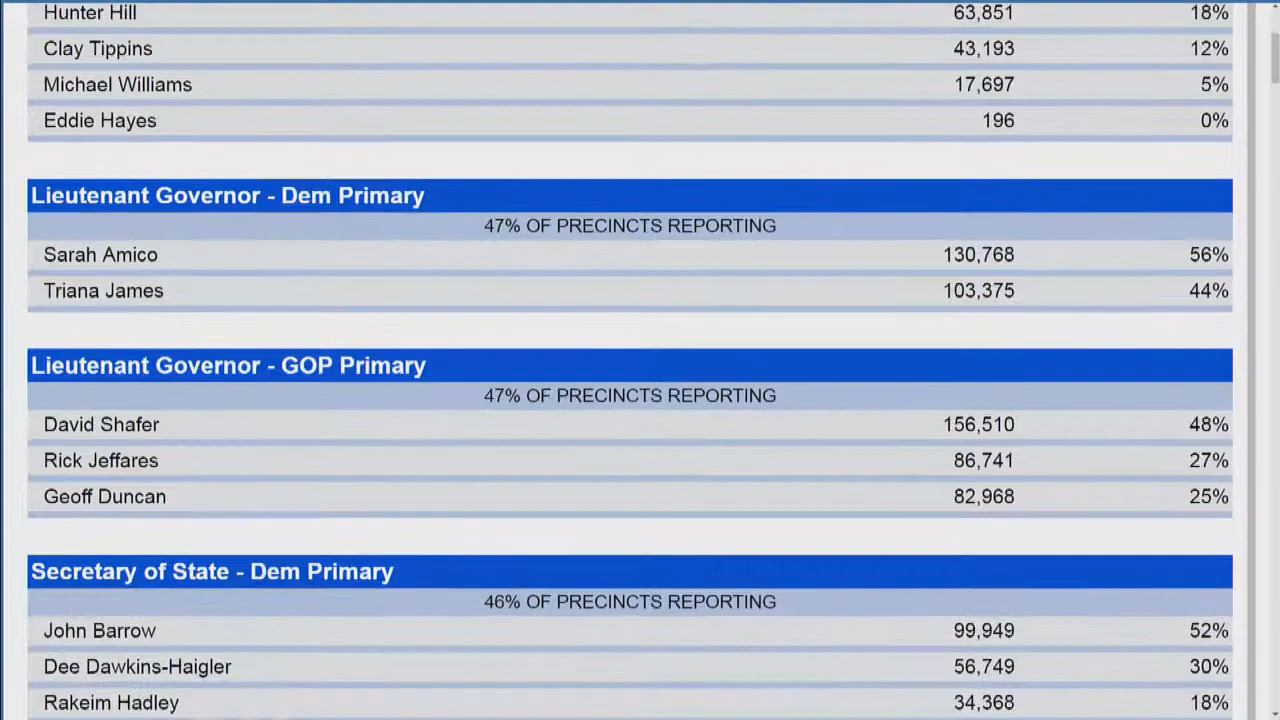 Hunter Hill 63,851 18%
Clay Tippins 43,193 12%
Michael Williams 17,697 5%
Eddie Hayes 196 0%
Lieutenant Governor - Dem Primary
47% OF PRECINCTS REPORTING
Sarah Amico 130,768 56%
Triana James 103,375 44%
Lieutenant Governor - GOP Primary
47% OF PRECINCTS REPORTING
David Shafer 156,510 48%
Rick Jeffares 86,741 27%
Geoff Duncan 82,968 25%
Secretary of State - Dem Primary
46% OF PRECINCTS REPORTING
John Barrow 99,949 52%
Dee Dawkins-Haigler 56,749 30%
Rakeim Hadley 34,368 18%